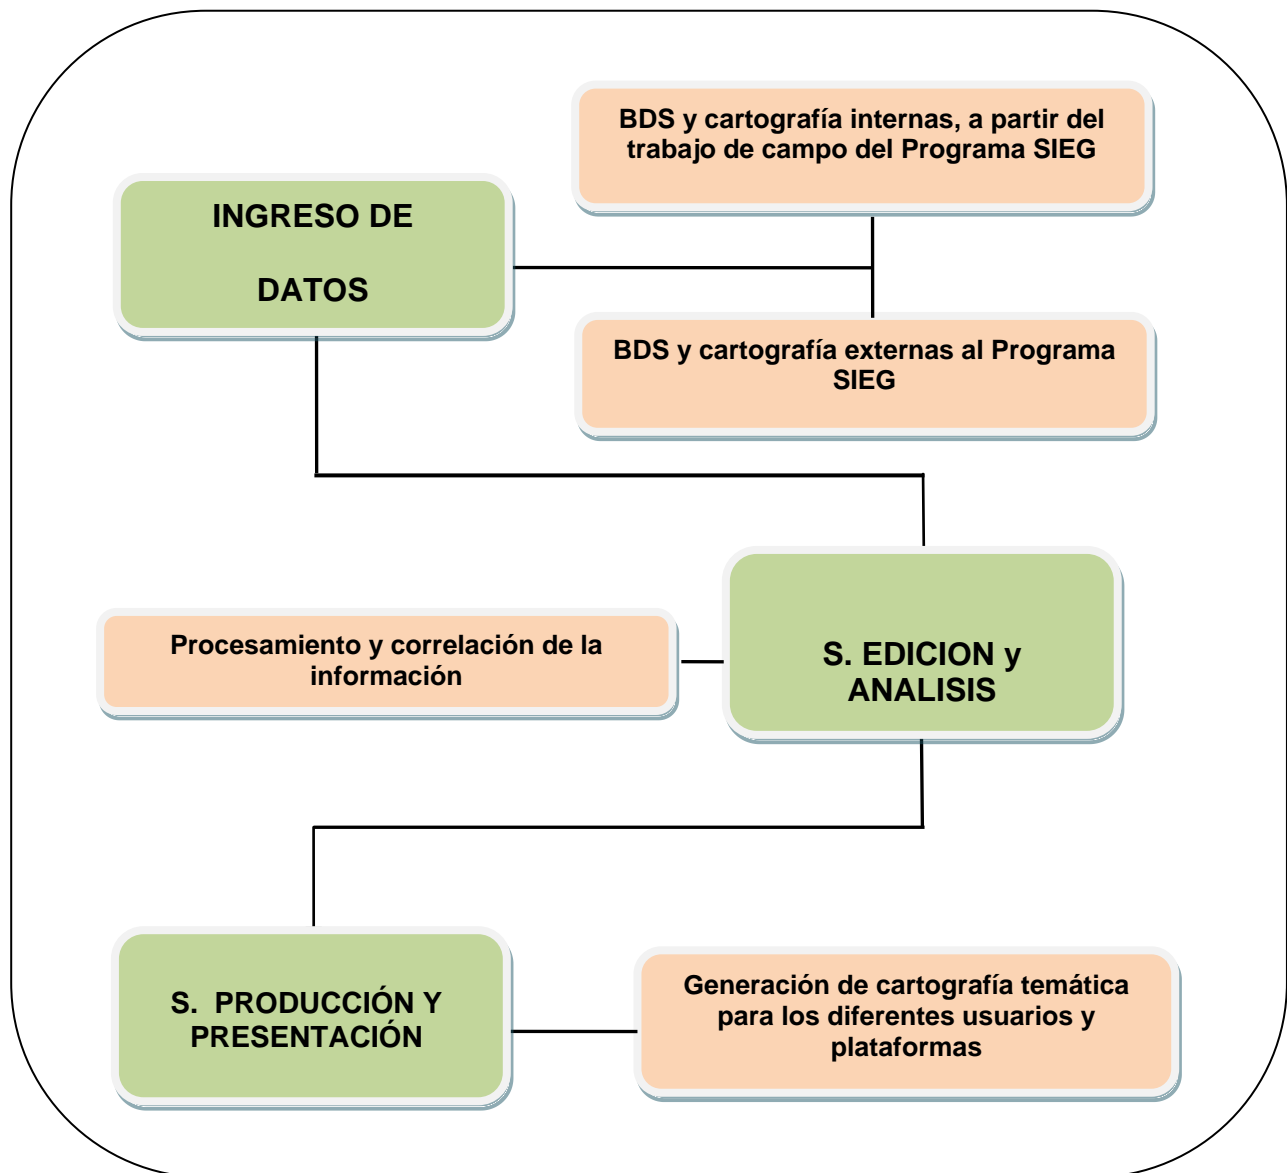 BDS y cartografía internas, a partir del
trabajo de campo del Programa SIEG
INGRESO DE
DATOS
BDS y cartografía externas al Programa
SIEG
Procesamiento y correlación de la
información
S. EDICION y
ANALISIS
S. PRODUCCIÓN Y
PRESENTACIÓN
Generación de cartografía temática
para los diferentes usuarios y
plataformas